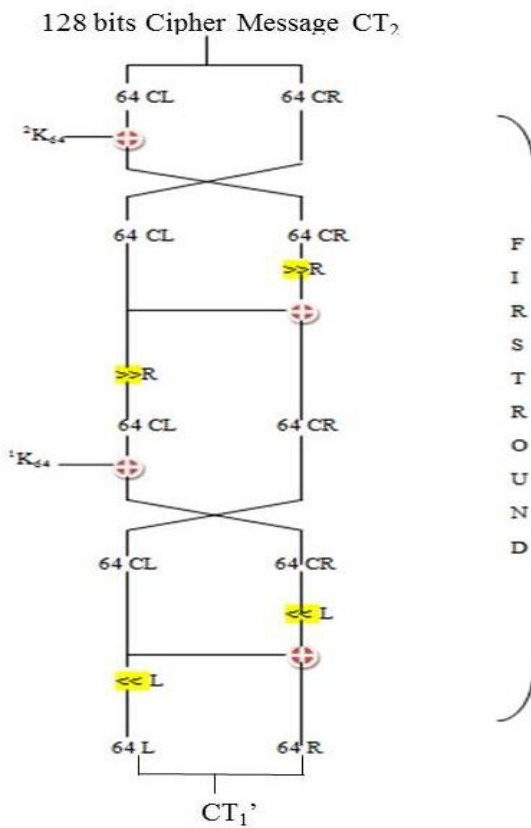 128 bits Cipher Message CT₂
64 CL 64 CR
²K₆₄
64 CL 64 CR
>>R
>>R
64 CL 64 CR
¹K₆₄
64 CL 64 CR
<< L
<< L
64 L 64 R
CT₁’
F
I
R
S
T
R
O
U
N
D